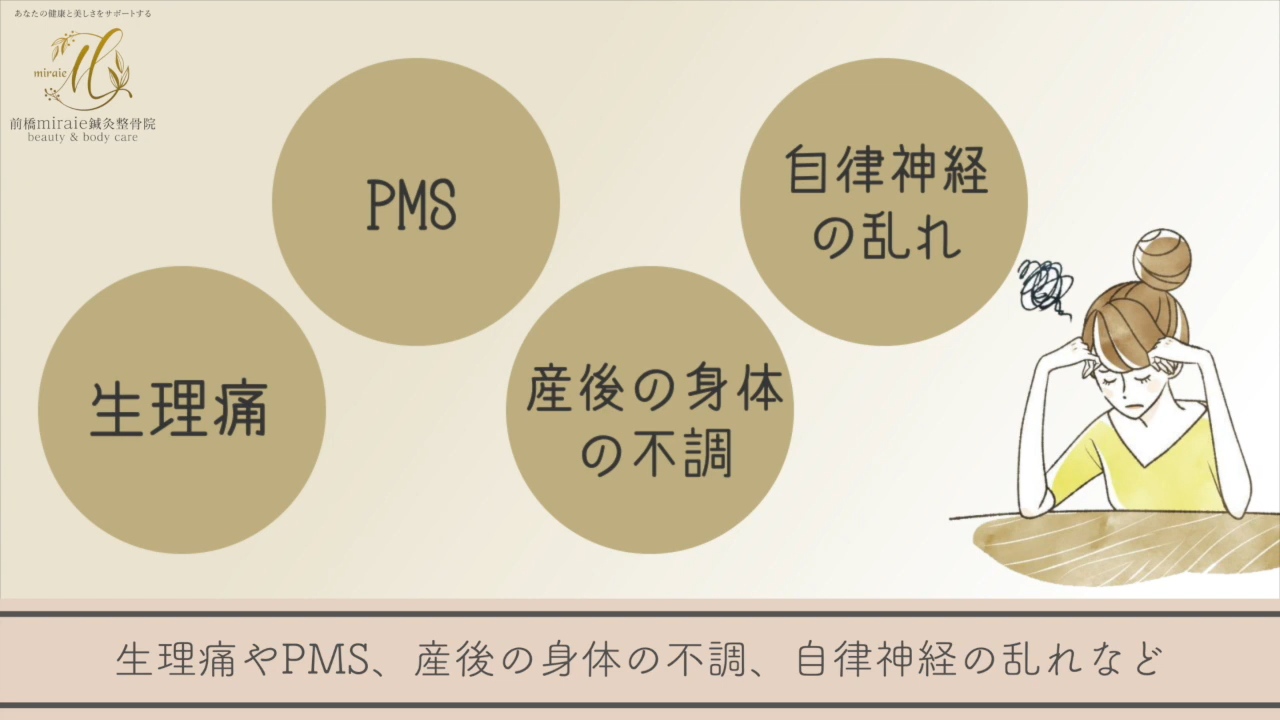 あなたの健康と美しさをサポートする
miraie
M
前橋miraie鍼灸整骨院
beauty & body care
PMS
自律神経
の乱れ
生理痛
産後の身体
の不調
生理痛やPMS、産後の身体の不調、自律神経の乱れなど